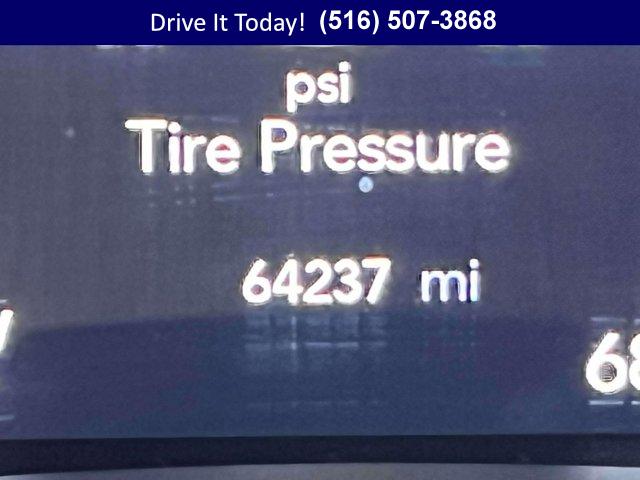 Drive It Today! (516) 507-3868
psi
Tire Pressure
64237 mi